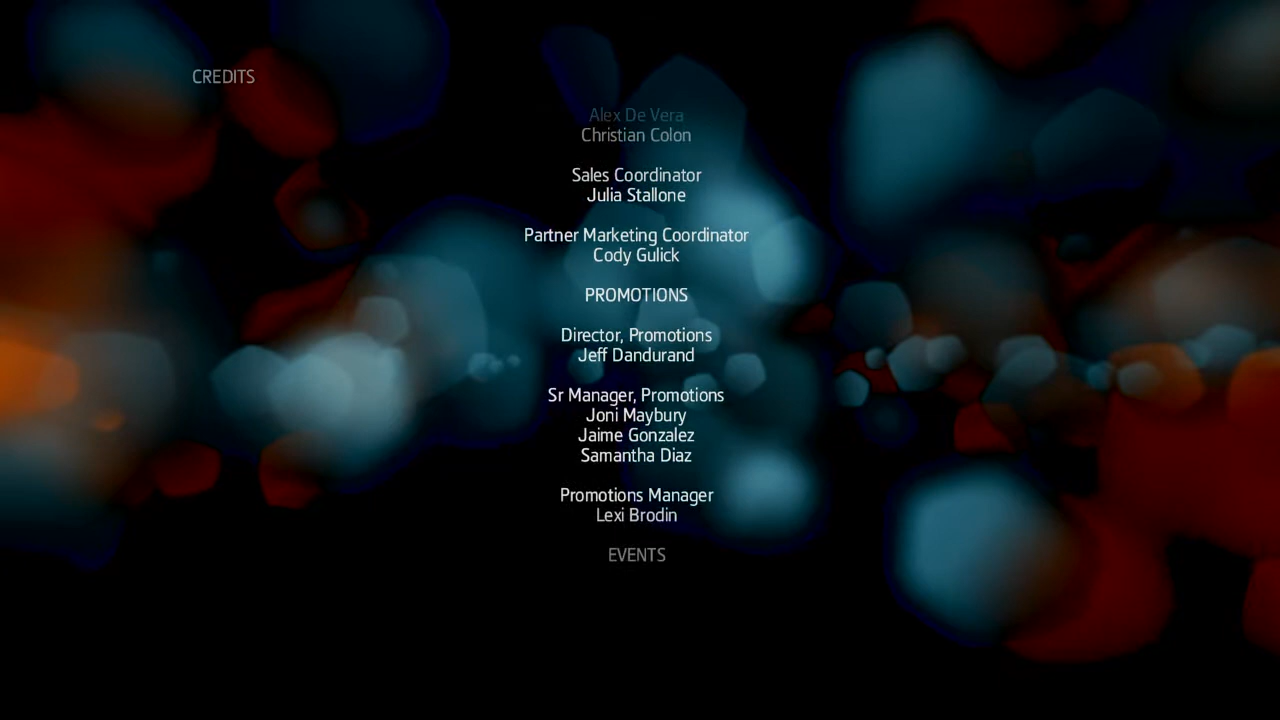 CREDITS
Alex De Vera
Christian Colon
Sales Coordinator
Julia Stallone
Partner Marketing Coordinator
Cody Gulick
PROMOTIONS
Director, Promotions
Jeff Dandurand
Sr Manager, Promotions
Joni Maybury
Jaime Gonzalez
Samantha Diaz
Promotions Manager
Lexi Brodin
EVENTS